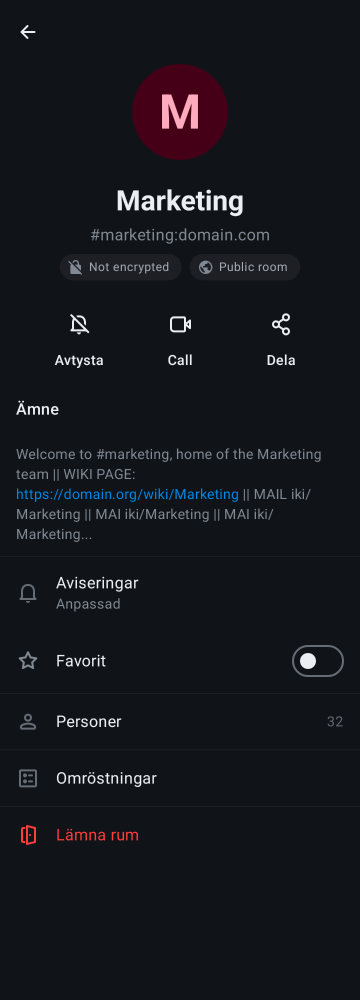 M
Marketing
#marketing:domain.com
Not encrypted Public room
Avtysta Call Dela
Ämne
Welcome to #marketing, home of the Marketing
team || WIKI PAGE:
https://domain.org/wiki/Marketing || MAIL iki/
Marketing || MAI iki/Marketing || MAI iki/
Marketing...
Aviseringar
Anpassad
Favorit
Personer 32
Omröstningar
Lämna rum